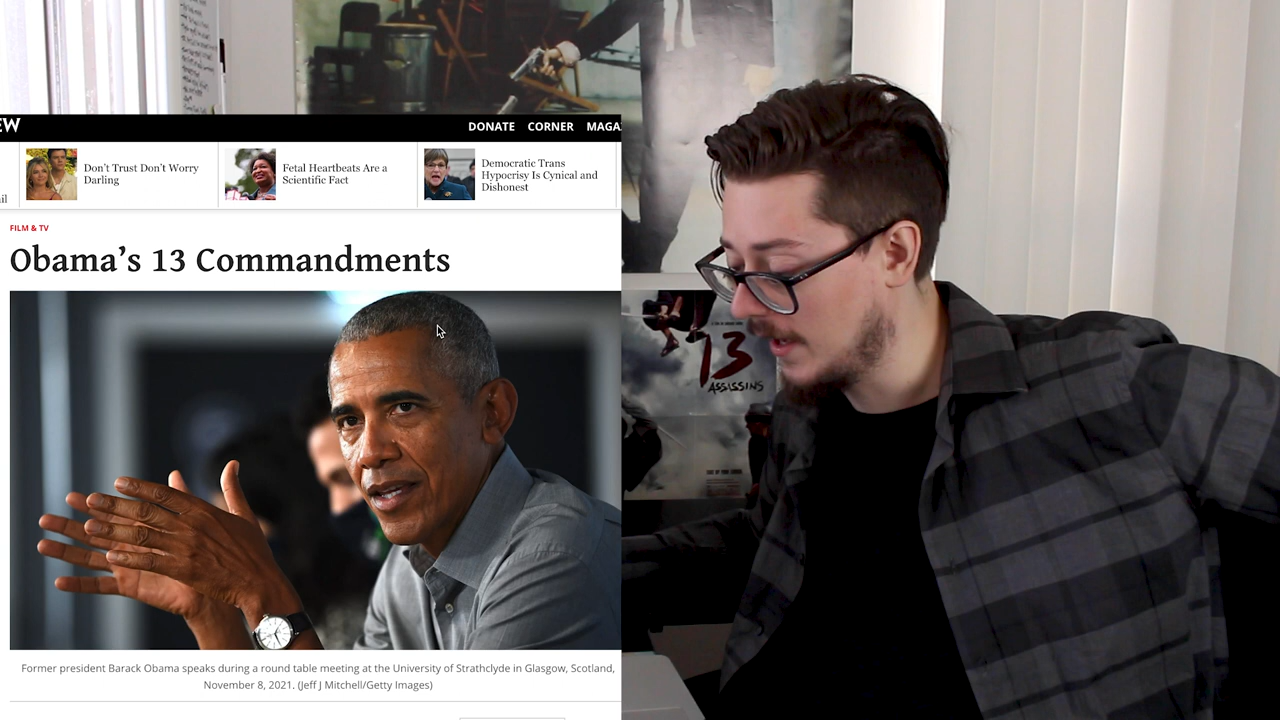 EW
DONATE CORNER MAGAZ
Don't Trust Don't Worry
Darling
Fetal Heartbeats Are a
Scientific Fact
Democratic Trans
Hypocrisy Is Cynical and
Dishonest
il
FILM & TV
Obama's 13 Commandments
Former president Barack Obama speaks during a round table meeting at the University of Strathclyde in Glasgow, Scotland,
November 8, 2021. (Jeff J Mitchell/Getty Images)
13
ASSASSINS